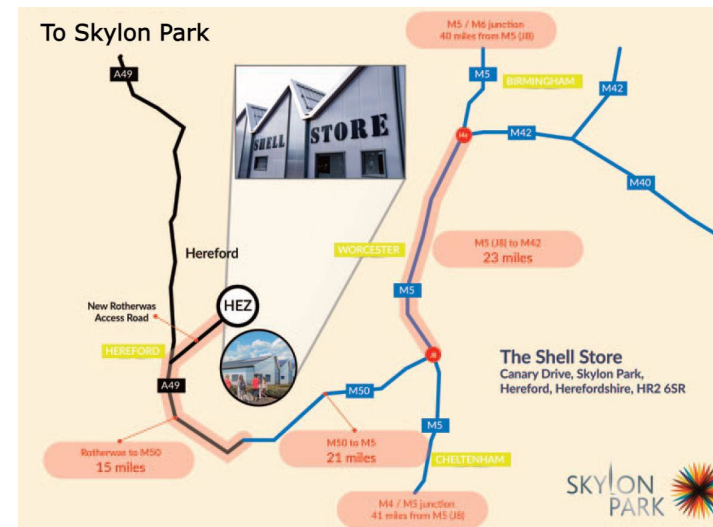 To Skylon Park
M5 / M6 junction
40 miles from M5 (J8)
A49
M5
BIRMINGHAM
M42
SHELL STORE
M42
M40
Hereford
WORCESTER
M5 (J8) to M42
23 miles
New Rotherwas
Access Road
HEZ
M5
HEREFORD
J8
The Shell Store
Canary Drive, Skylon Park,
Hereford, Herefordshire, HR2 6SR
A49
M50
M5
Rotherwas to M50
15 miles
M50 to M5
21 miles
CHELTENHAM
M4 / M5 junction
41 miles from M5 (J8)
SKYLON
PARK